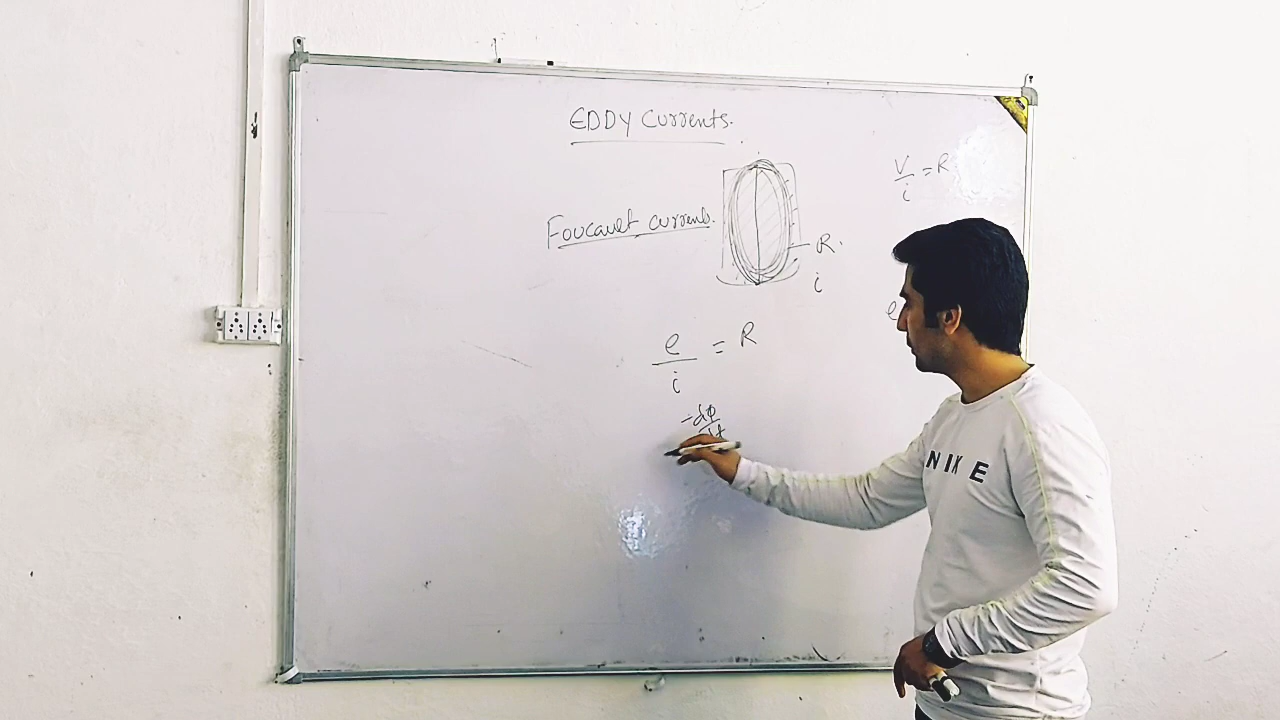 EDDY Currents.
V/i = R
Foucault currents.
R.
i
e
e/i = R
-dφ/dt
NIKE